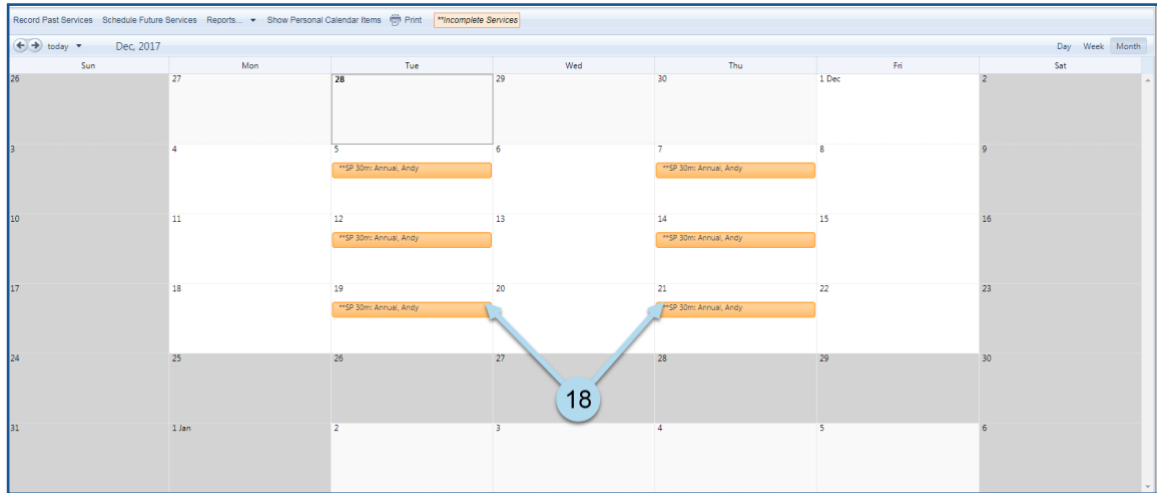 Record Past Services Schedule Future Services Reports... Show Personal Calendar Items Print **Incomplete Services
today Dec, 2017 Day Week Month
Sun Mon Tue Wed Thu Fri Sat
26 27 28 29 30 1 Dec 2
3 4 5 6 7 8 9
**SP 30m: Annual, Andy **SP 30m: Annual, Andy
10 11 12 13 14 15 16
**SP 30m: Annual, Andy **SP 30m: Annual, Andy
17 18 19 20 21 22 23
**SP 30m: Annual, Andy **SP 30m: Annual, Andy
24 25 26 27 28 29 30
18
31 1 Jan 2 3 4 5 6